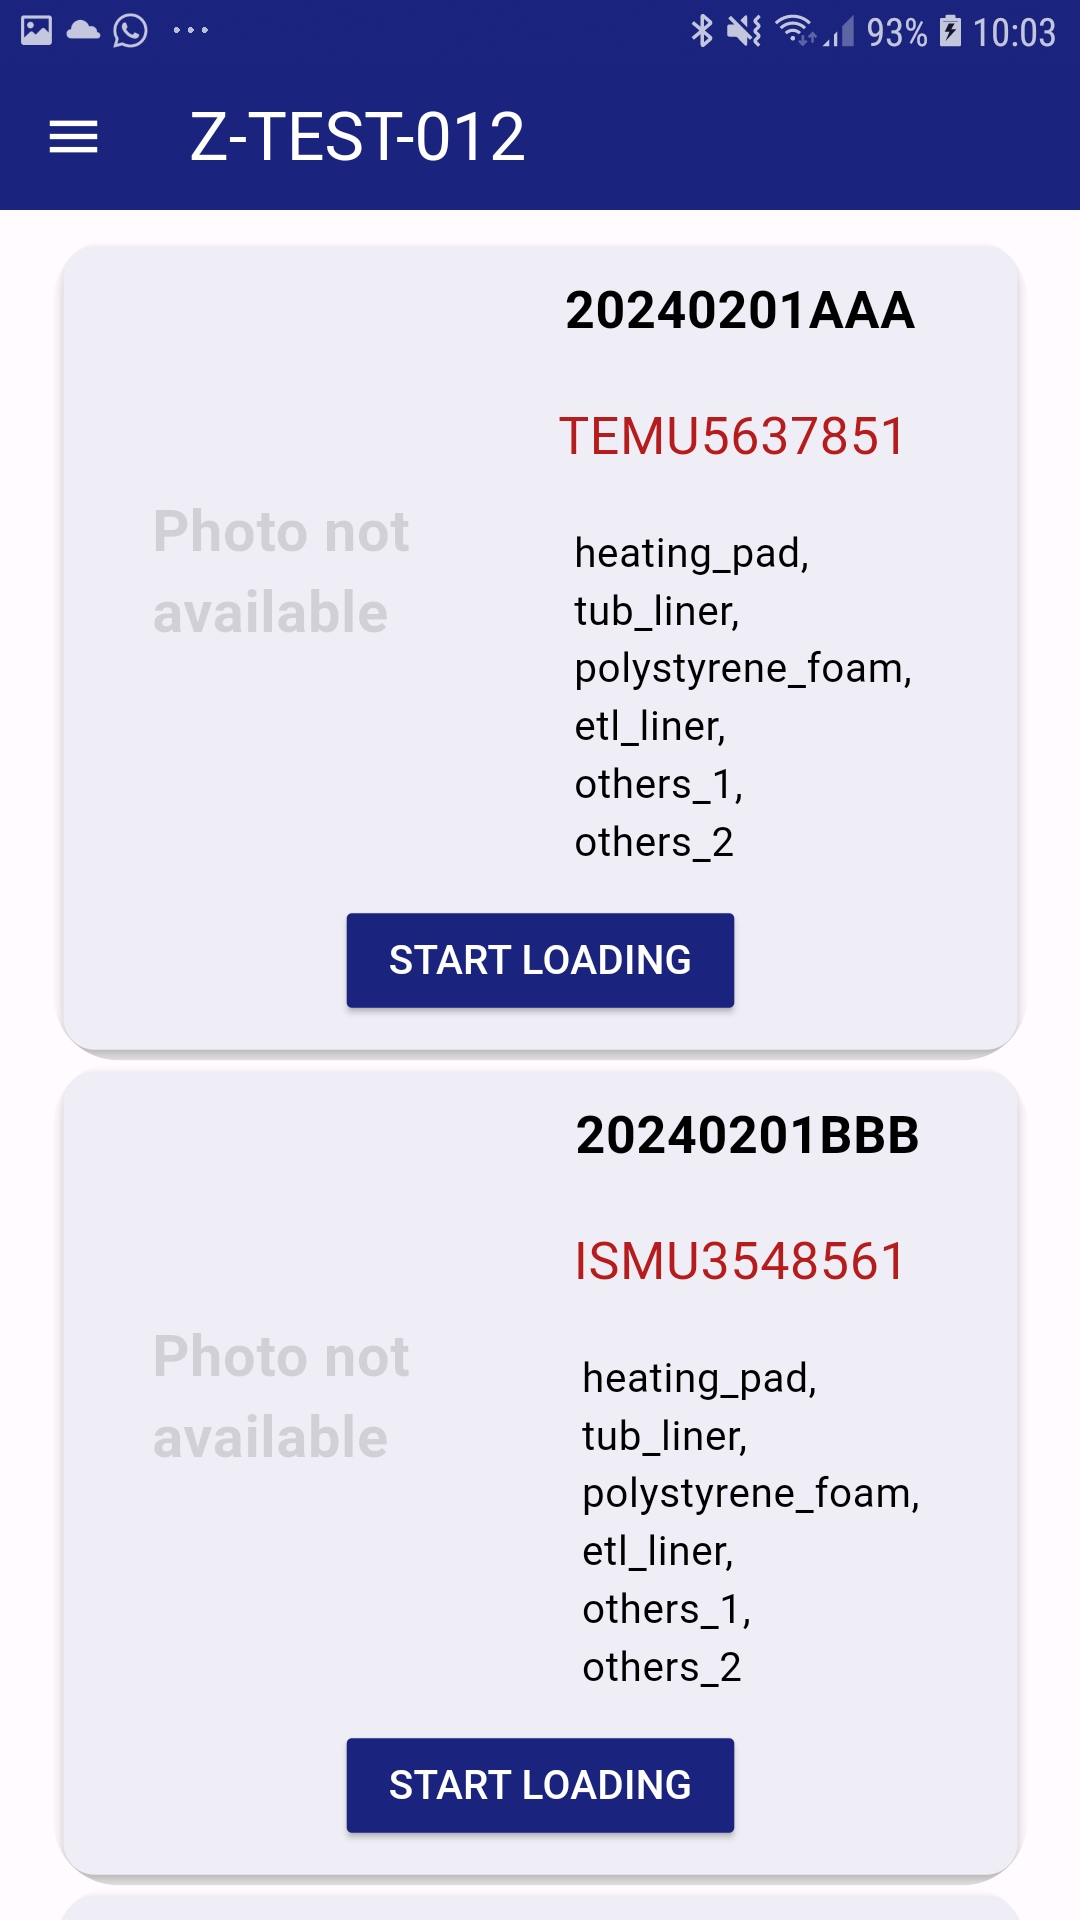 93% 10:03
Z-TEST-012
20240201AAA
TEMU5637851
Photo not
available
heating_pad,
tub_liner,
polystyrene_foam,
etl_liner,
others_1,
others_2
START LOADING
20240201BBB
ISMU3548561
Photo not
available
heating_pad,
tub_liner,
polystyrene_foam,
etl_liner,
others_1,
others_2
START LOADING